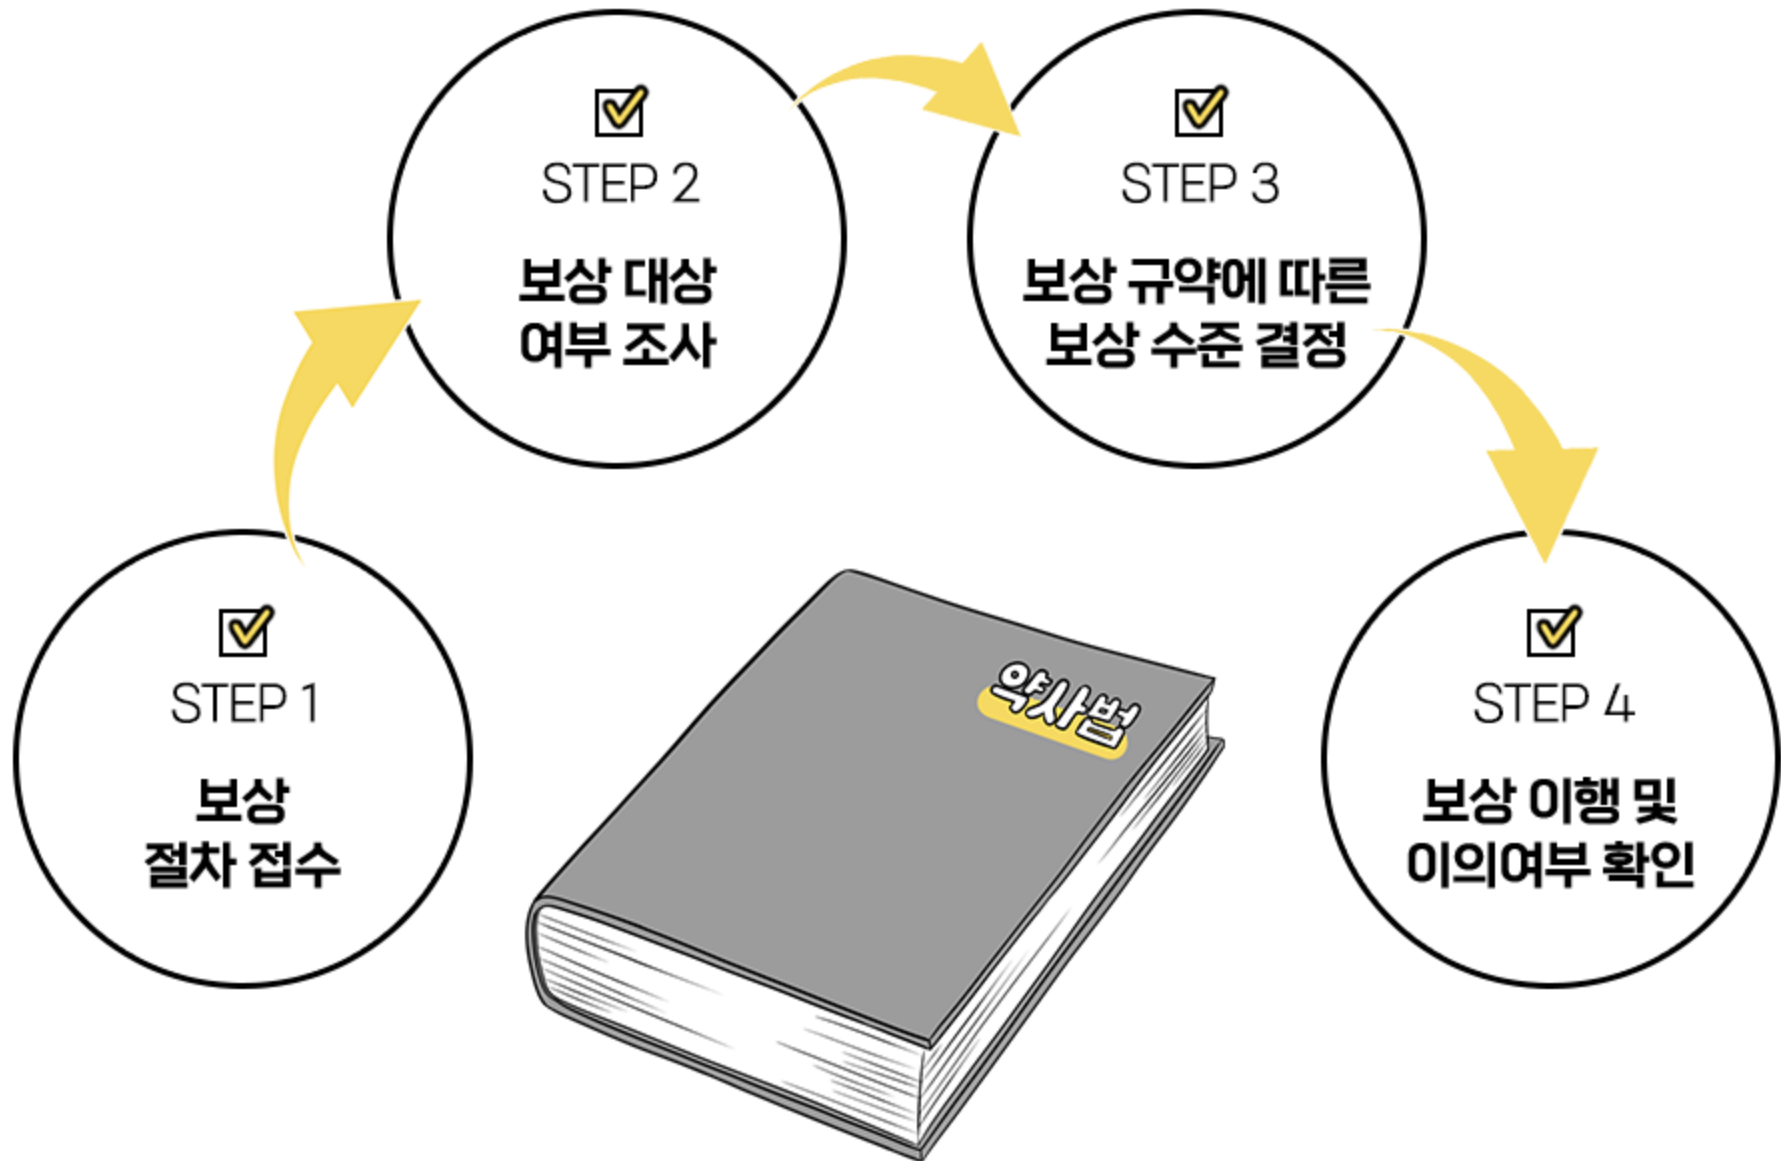 STEP 1
보상
절차 접수
STEP 2
보상 대상
여부 조사
STEP 3
보상 규약에 따른
보상 수준 결정
STEP 4
보상 이행 및
이의여부 확인
약사법